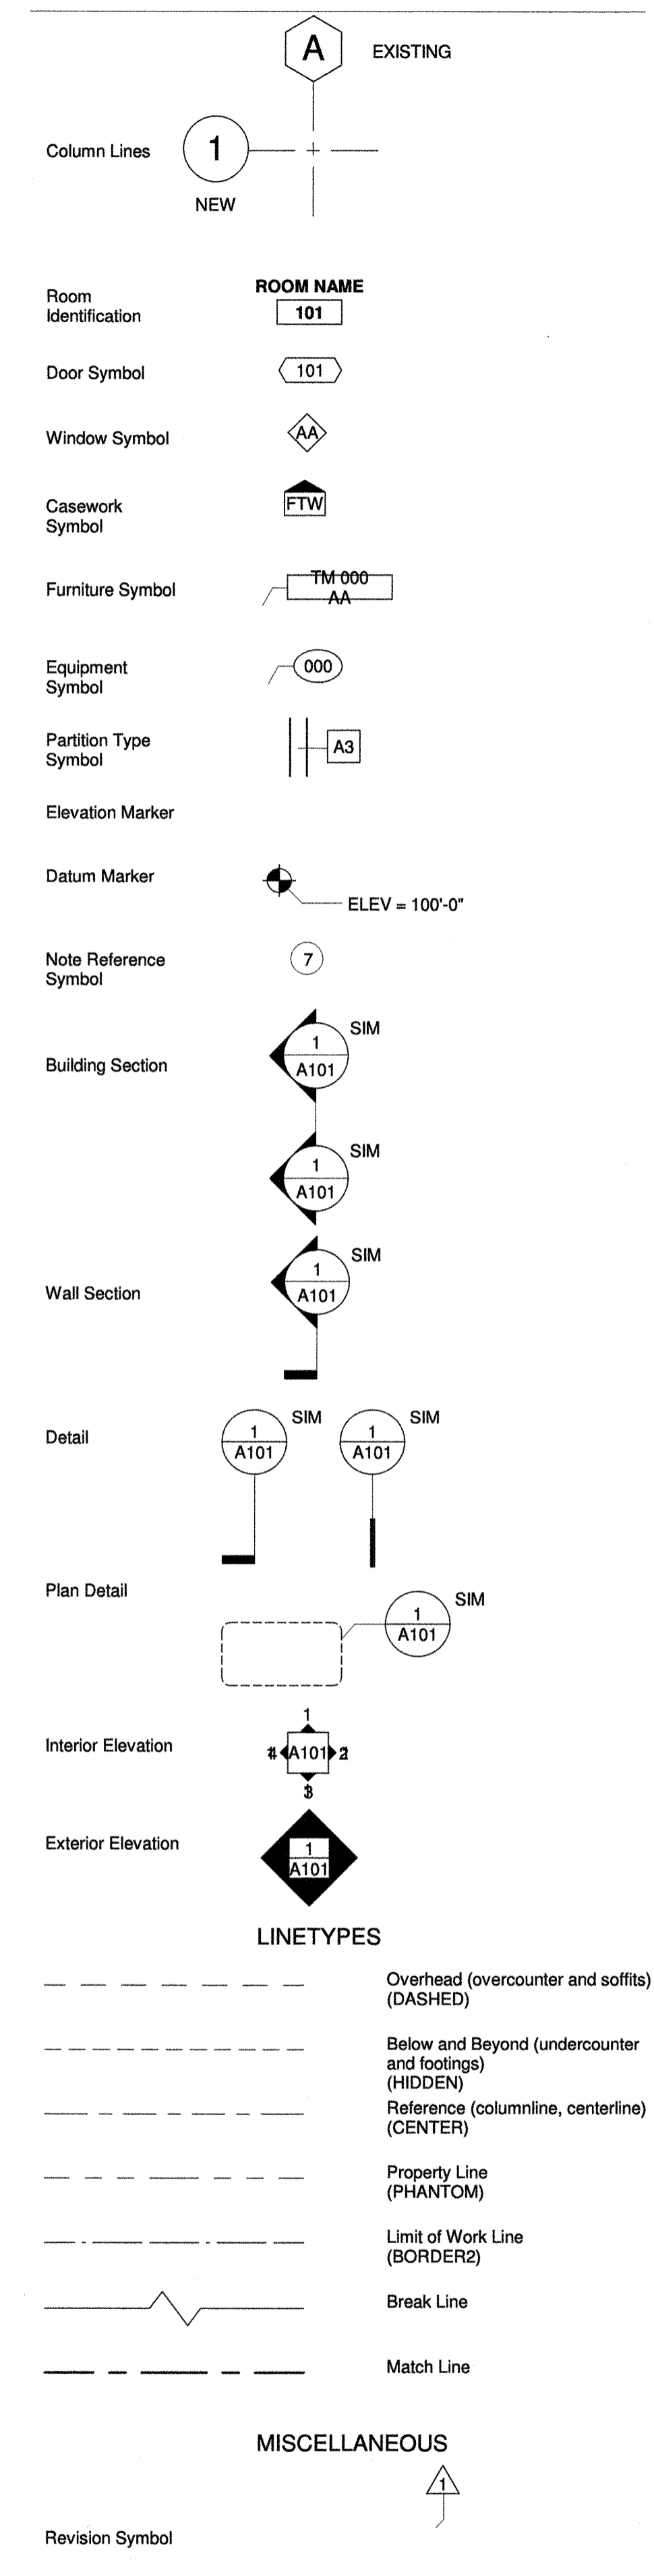 A
EXISTING
Column Lines
1
NEW
ROOM NAME
Room
Identification
101
Door Symbol
101
Window Symbol
AA
Casework
Symbol
FTW
Furniture Symbol
TM 000
AA
Equipment
Symbol
000
Partition Type
Symbol
A3
Elevation Marker
Datum Marker
ELEV = 100'-0"
Note Reference
Symbol
7
Building Section
1
A101
SIM
1
A101
SIM
Wall Section
1
A101
SIM
Detail
1
A101
SIM
1
A101
SIM
Plan Detail
1
A101
SIM
Interior Elevation
1
A101
Exterior Elevation
1
A101
LINETYPES
Overhead (overcounter and soffits)
(DASHED)
Below and Beyond (undercounter
and footings)
(HIDDEN)
Reference (columnline, centerline)
(CENTER)
Property Line
(PHANTOM)
Limit of Work Line
(BORDER2)
Break Line
Match Line
MISCELLANEOUS
1
Revision Symbol